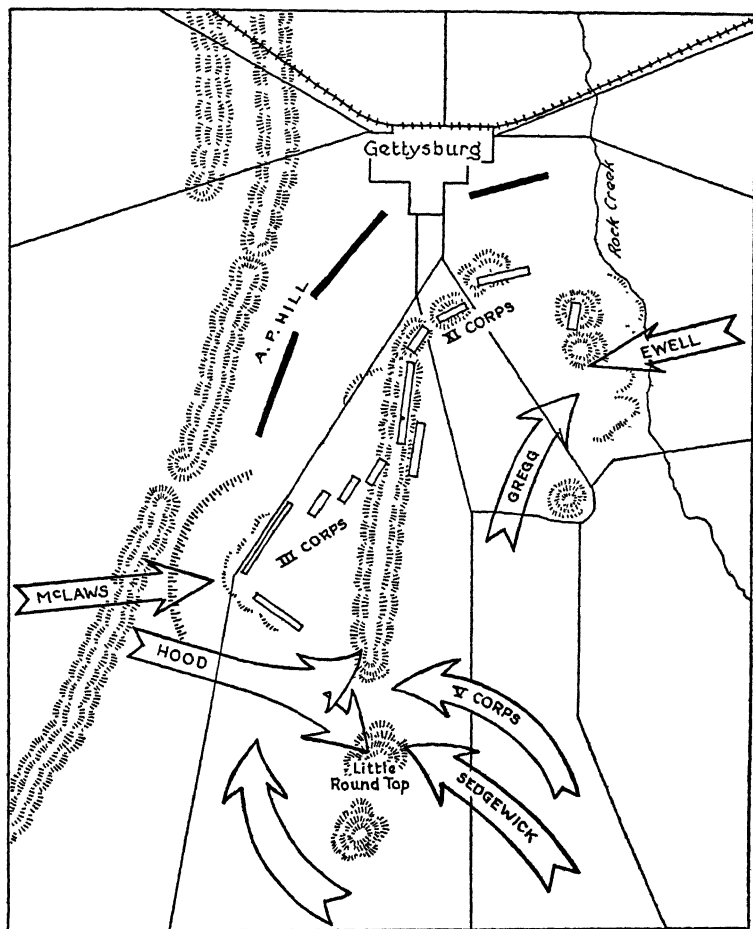 Gettysburg
Rock Creek
A.P. HILL
XI CORPS
EWELL
GREGG
III CORPS
McLAWS
HOOD
V CORPS
Little
Round Top
SEDGEWICK